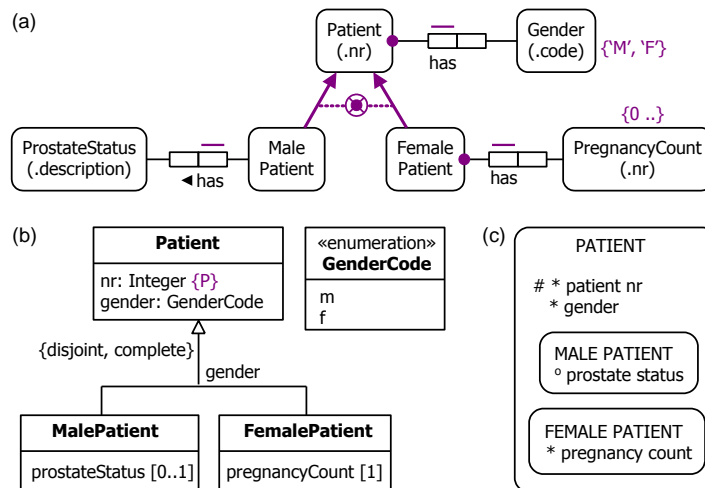 (a)
Patient
(.nr)
has
Gender
(.code)
{‘M’, ‘F’}
{0 ..}
ProstateStatus
(.description)
◄ has
Male
Patient
Female
Patient
has
PregnancyCount
(.nr)
(b)
Patient
nr: Integer {P}
gender: GenderCode
«enumeration»
GenderCode
m
f
{disjoint, complete}
gender
MalePatient
prostateStatus [0..1]
FemalePatient
pregnancyCount [1]
(c)
PATIENT
# * patient nr
* gender
MALE PATIENT
o prostate status
FEMALE PATIENT
* pregnancy count